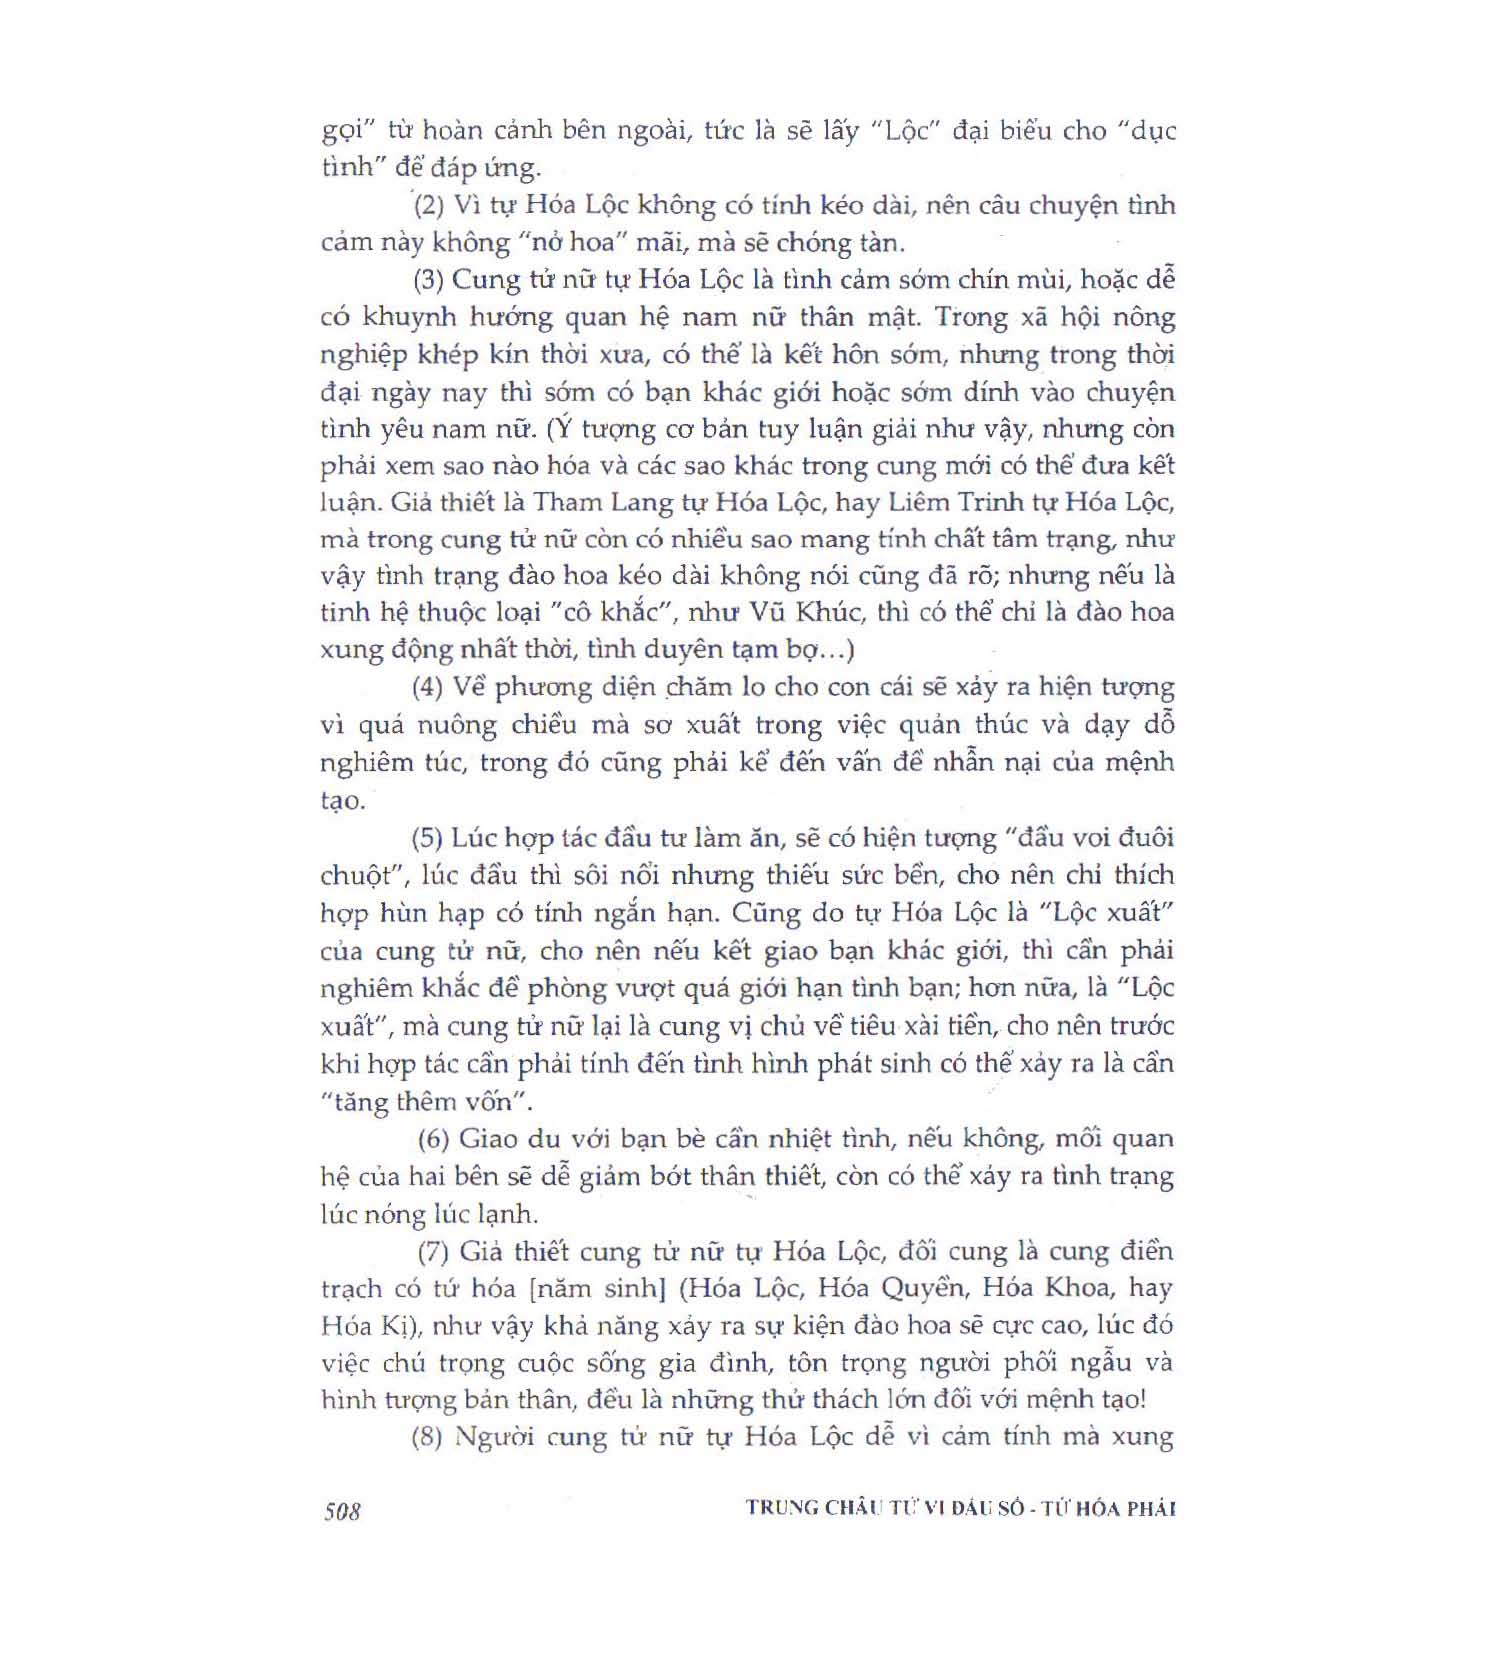 gọi” từ hoàn cảnh bên ngoài, tức là sẽ lấy “Lộc” đại biểu cho “dục
tình” để đáp ứng.
(2) Vì tự Hóa Lộc không có tính kéo dài, nên câu chuyện tình
cảm này không “nở hoa” mãi, mà sẽ chóng tàn.
(3) Cung tử nữ tự Hóa Lộc là tình cảm sớm chín mùi, hoặc dễ
có khuynh hướng quan hệ nam nữ thân mật. Trong xã hội nông
nghiệp khép kín thời xưa, có thể là kết hôn sớm, nhưng trong thời
đại ngày nay thì sớm có bạn khác giới hoặc sớm dính vào chuyện
tình yêu nam nữ. (Ý tượng cơ bản tuy luận giải như vậy, nhưng còn
phải xem sao nào hóa và các sao khác trong cung mới có thể đưa kết
luận. Giả thiết là Tham Lang tự Hóa Lộc, hay Liêm Trinh tự Hóa Lộc,
mà trong cung tử nữ còn có nhiều sao mang tính chất tâm trạng, như
vậy tình trạng đào hoa kéo dài không nói cũng đã rõ; nhưng nếu là
tinh hệ thuộc loại “cô khắc”, như Vũ Khúc, thì có thể chỉ là đào hoa
xung động nhất thời, tình duyên tạm bợ...)
(4) Về phương diện chăm lo cho con cái sẽ xảy ra hiện tượng
vì quá nuông chiều mà sơ xuất trong việc quản thúc và dạy dỗ
nghiêm túc, trong đó cũng phải kể đến vấn đề nhẫn nại của mệnh
tạo.
(5) Lúc hợp tác đầu tư làm ăn, sẽ có hiện tượng “đầu voi đuôi
chuột”, lúc đầu thì sôi nổi nhưng thiếu sức bền, cho nên chỉ thích
hợp hùn hạp có tính ngắn hạn. Cũng do tự Hóa Lộc là “Lộc xuất”
của cung tử nữ, cho nên nếu kết giao bạn khác giới, thì cần phải
nghiêm khắc đề phòng vượt quá giới hạn tình bạn; hơn nữa, là “Lộc
xuất”, mà cung tử nữ lại là cung vị chủ về tiêu xài tiền, cho nên trước
khi hợp tác cần phải tính đến tình hình phát sinh có thể xảy ra là cần
“tăng thêm vốn”.
(6) Giao du với bạn bè cần nhiệt tình, nếu không, mối quan
hệ của hai bên sẽ dễ giảm bớt thân thiết, còn có thể xảy ra tình trạng
lúc nóng lúc lạnh.
(7) Giả thiết cung tử nữ tự Hóa Lộc, đối cung là cung điền
trạch có tứ hóa [năm sinh] (Hóa Lộc, Hóa Quyền, Hóa Khoa, hay
Hóa Kị), như vậy khả năng xảy ra sự kiện đào hoa sẽ cực cao, lúc đó
việc chú trọng cuộc sống gia đình, tôn trọng người phối ngẫu và
hình tượng bản thân, đều là những thử thách lớn đối với mệnh tạo!
(8) Người cung tử nữ tự Hóa Lộc dễ vì cảm tính mà xung
508 TRUNG CHÂU TỬ VI ĐẨU SỐ - TỨ HÓA PHÁI